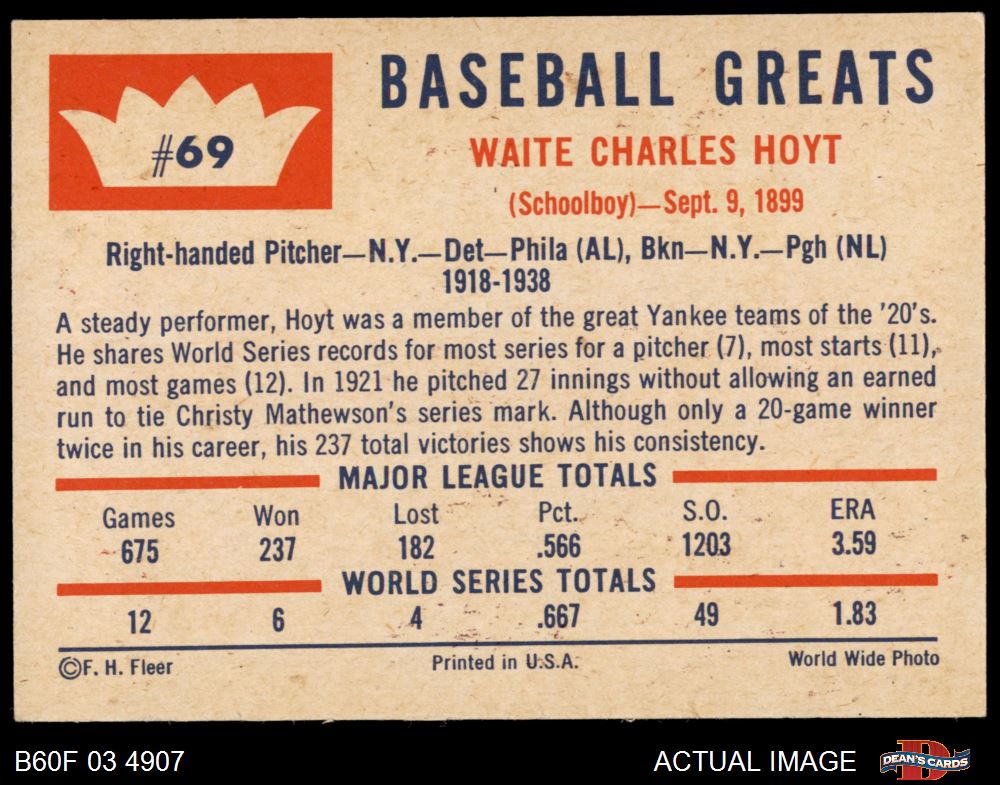 #69
BASEBALL GREATS
WAITE CHARLES HOYT
(Schoolboy)—Sept. 9, 1899
Right-handed Pitcher—N.Y.—Det—Phila (AL), Bkn—N.Y.—Pgh (NL)
1918-1938
A steady performer, Hoyt was a member of the great Yankee teams of the '20's.
He shares World Series records for most series for a pitcher (7), most starts (11),
and most games (12). In 1921 he pitched 27 innings without allowing an earned
run to tie Christy Mathewson's series mark. Although only a 20-game winner
twice in his career, his 237 total victories shows his consistency.
MAJOR LEAGUE TOTALS
Games Won Lost Pct. S.O. ERA
675 237 182 .566 1203 3.59
WORLD SERIES TOTALS
12 6 4 .667 49 1.83
©F. H. Fleer Printed in U.S.A. World Wide Photo
B60F 03 4907 ACTUAL IMAGE D DEAN'S CARDS